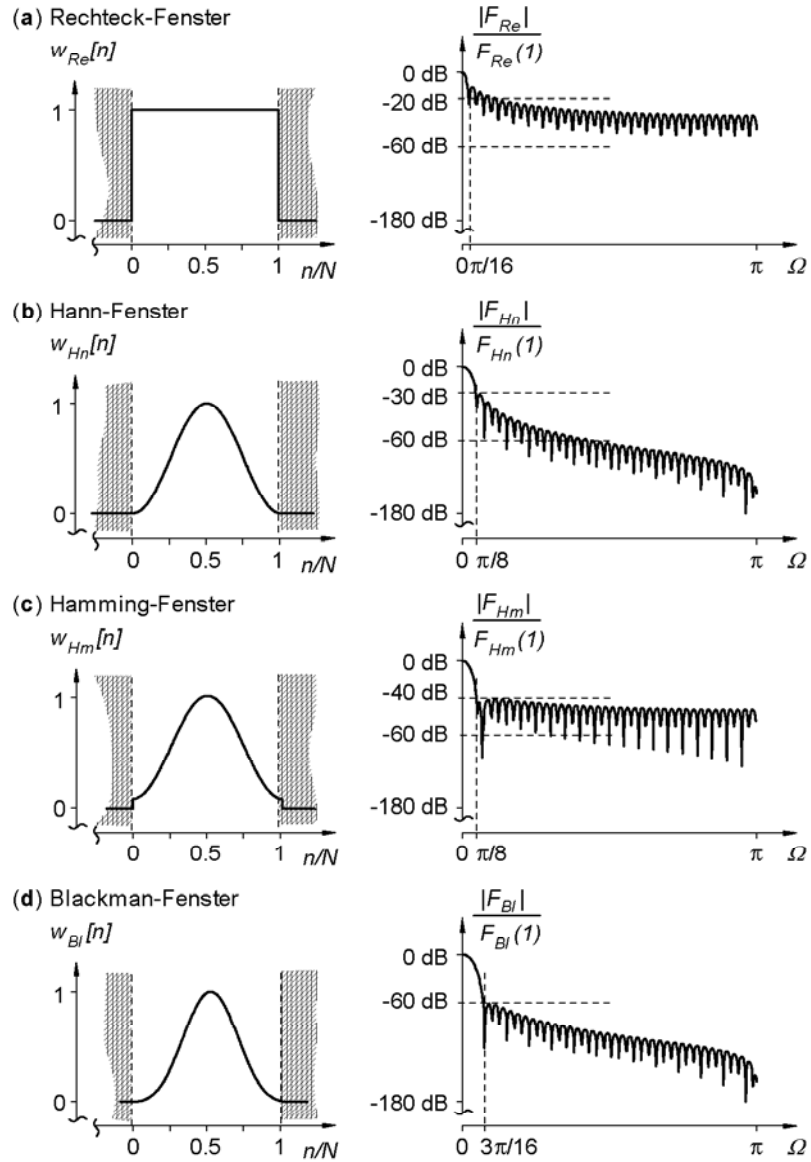 (a) Rechteck-Fenster
w_Re[n]
1
0
0 0.5 1 n/N
|F_Re|
F_Re(1)
0 dB
-20 dB
-60 dB
-180 dB
0 π/16 π Ω
(b) Hann-Fenster
w_Hn[n]
1
0
0 0.5 1 n/N
|F_Hn|
F_Hn(1)
0 dB
-30 dB
-60 dB
-180 dB
0 π/8 π Ω
(c) Hamming-Fenster
w_Hm[n]
1
0
0 0.5 1 n/N
|F_Hm|
F_Hm(1)
0 dB
-40 dB
-60 dB
-180 dB
0 π/8 π Ω
(d) Blackman-Fenster
w_Bl[n]
1
0
0 0.5 1 n/N
|F_Bl|
F_Bl(1)
0 dB
-60 dB
-180 dB
0 3π/16 π Ω